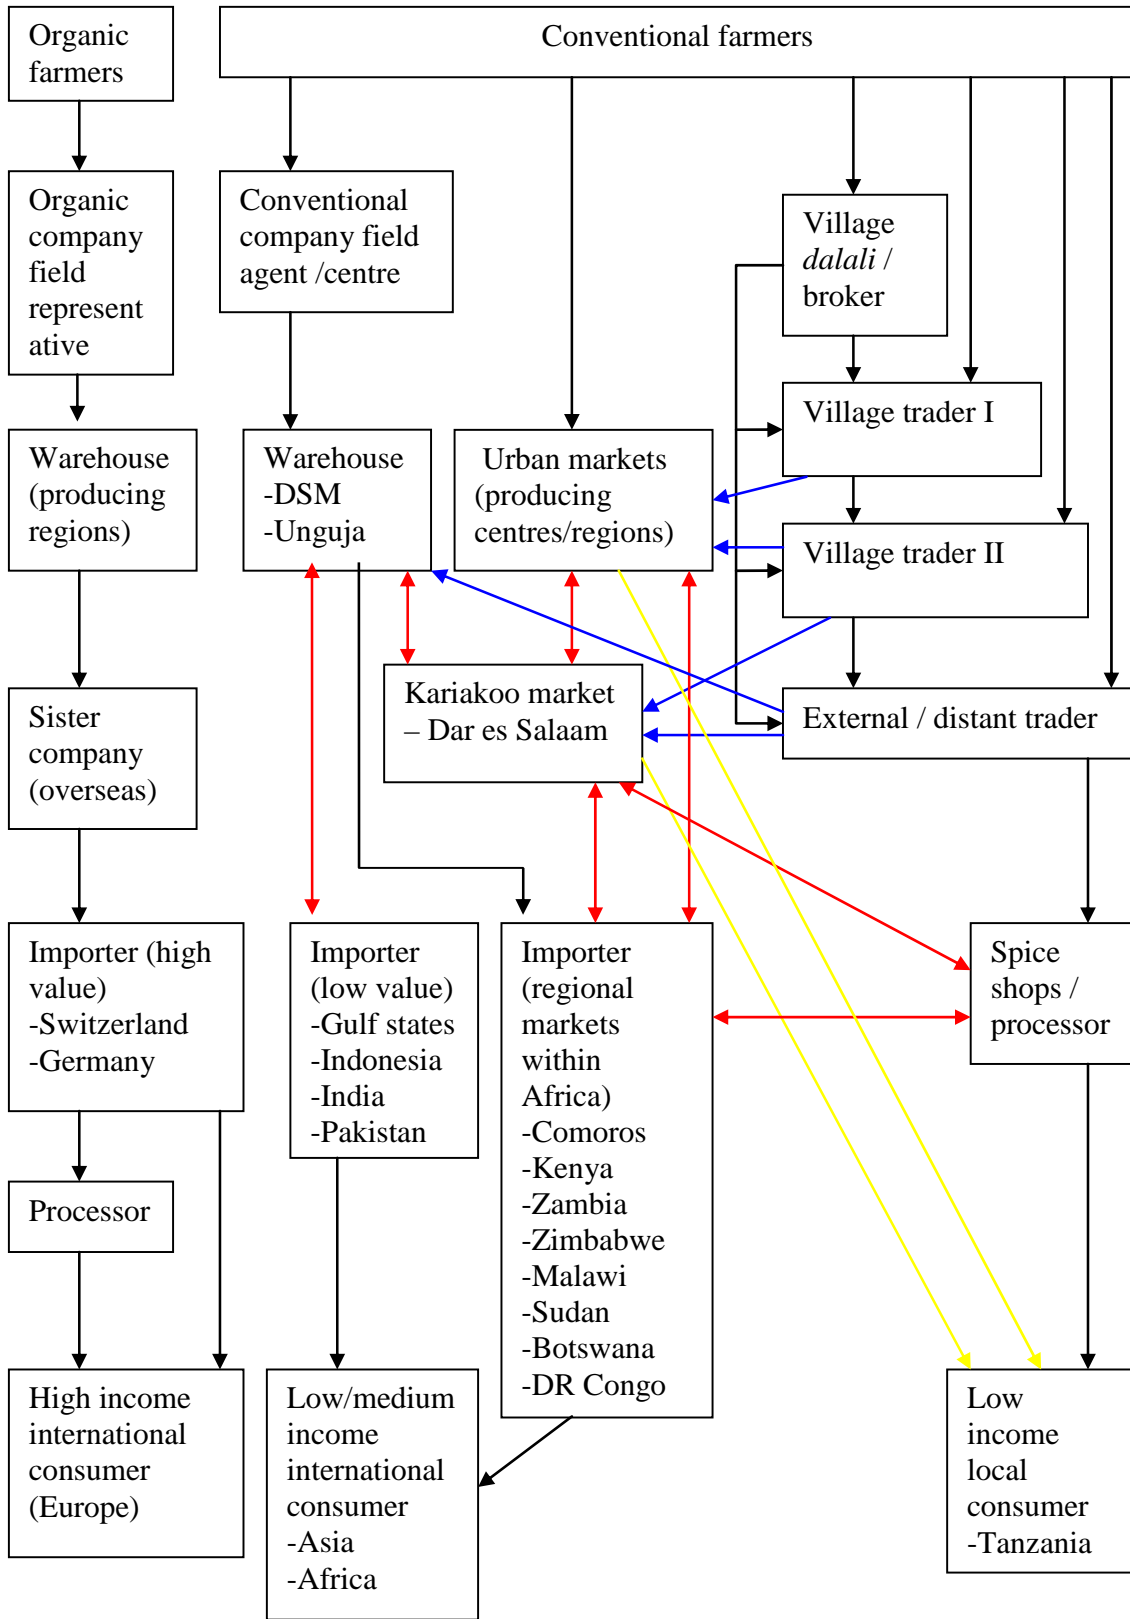 Organic
farmers
Conventional farmers
Organic
company
field
represent
ative
Conventional
company field
agent /centre
Village
dalali /
broker
Village trader I
Warehouse
(producing
regions)
Warehouse
-DSM
-Unguja
Urban markets
(producing
centres/regions)
Village trader II
Kariakoo market
– Dar es Salaam
External / distant trader
Sister
company
(overseas)
Importer (high
value)
-Switzerland
-Germany
Importer
(low value)
-Gulf states
-Indonesia
-India
-Pakistan
Importer
(regional
markets
within
Africa)
-Comoros
-Kenya
-Zambia
-Zimbabwe
-Malawi
-Sudan
-Botswana
-DR Congo
Spice
shops /
processor
Processor
High income
international
consumer
(Europe)
Low/medium
income
international
consumer
-Asia
-Africa
Low
income
local
consumer
-Tanzania